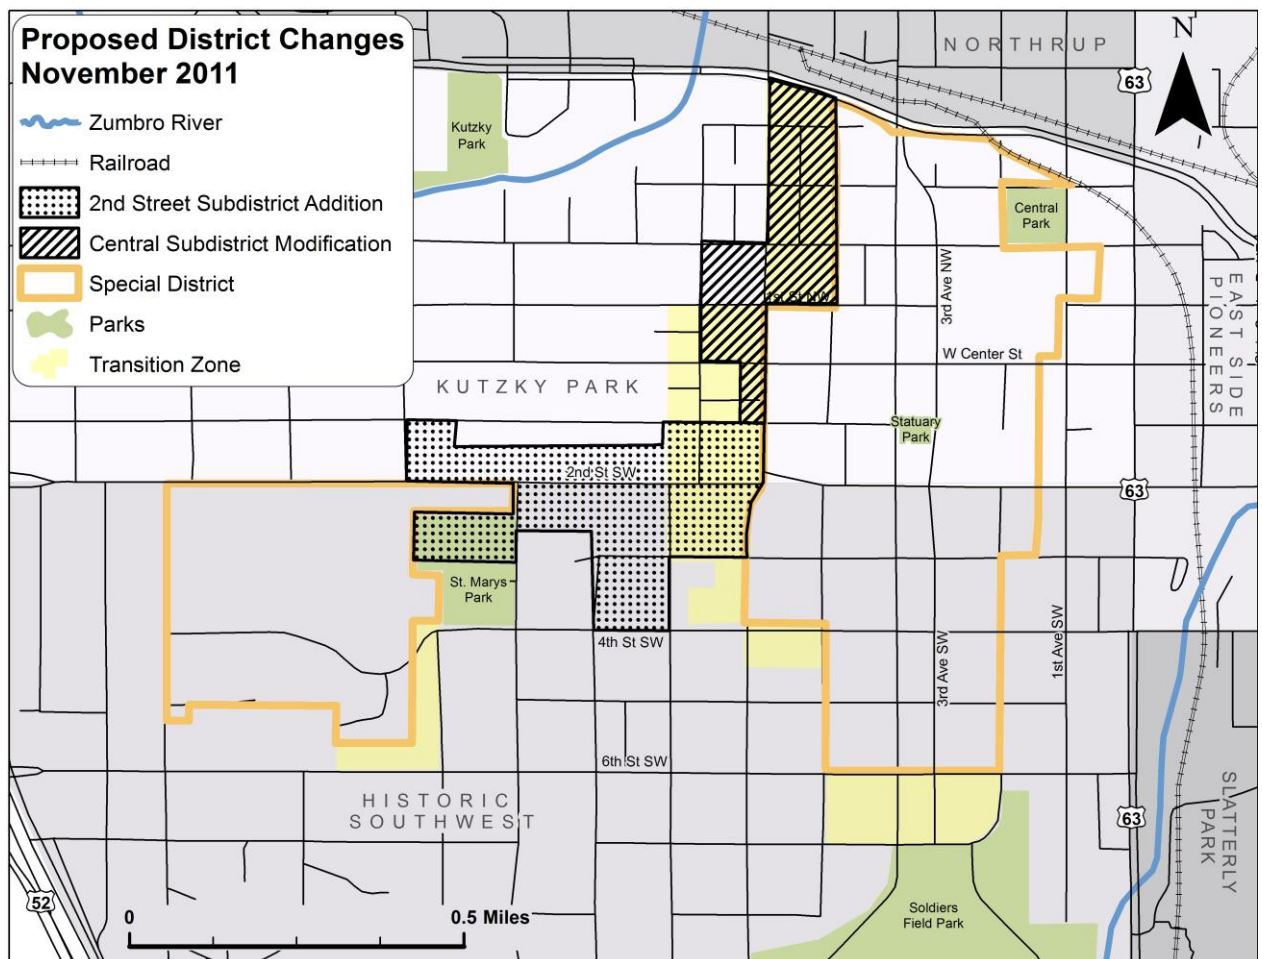 Proposed District Changes
November 2011
Zumbro River
Railroad
2nd Street Subdistrict Addition
Central Subdistrict Modification
Special District
Parks
Transition Zone
N
NORTHRUP
63
Kutzky
Park
Central
Park
3rd Ave NW
1st St NW
W Center St
EAST SIDE
PIONEERS
KUTZKY PARK
Statuary
Park
2nd St SW
63
St. Marys
Park
4th St SW
3rd Ave SW
1st Ave SW
6th St SW
HISTORIC
SOUTHWEST
63
SLATTERLY
PARK
52
0
0.5 Miles
Soldiers
Field Park